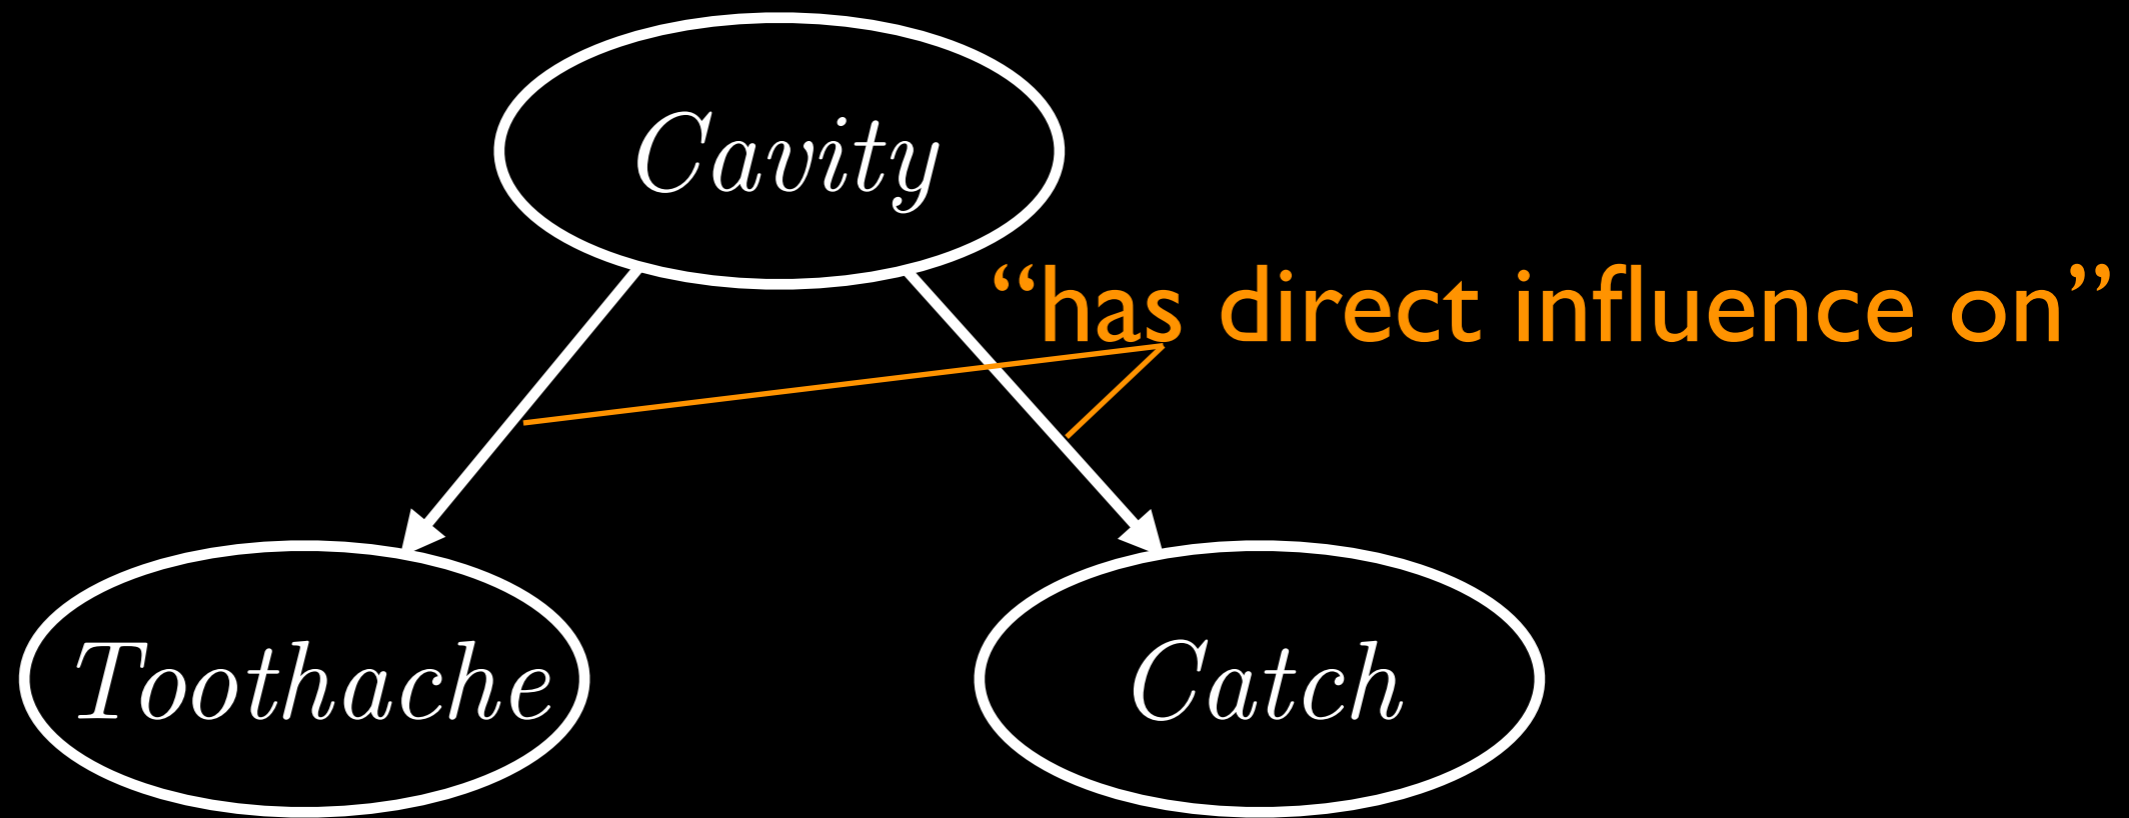 Cavity
“has direct influence on”
Toothache
Catch